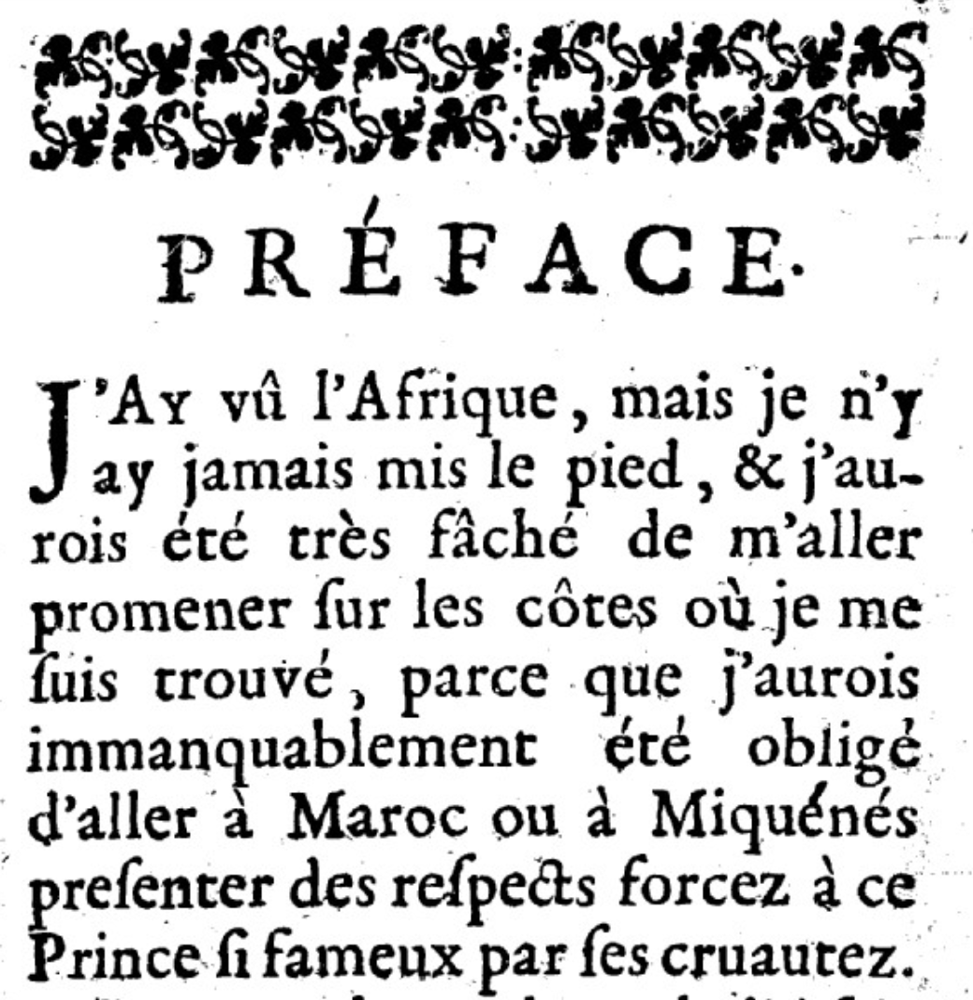 PRÉFACE.
J'AY vû l'Afrique, mais je n'y
ay jamais mis le pied, & j'au-
rois été très fâché de m'aller
promener ſur les côtes où je me
ſuis trouvé, parce que j'aurois
immanquablement été obligé
d'aller à Maroc ou à Miquénés
preſenter des reſpects forcez à ce
Prince ſi fameux par ſes cruautez.